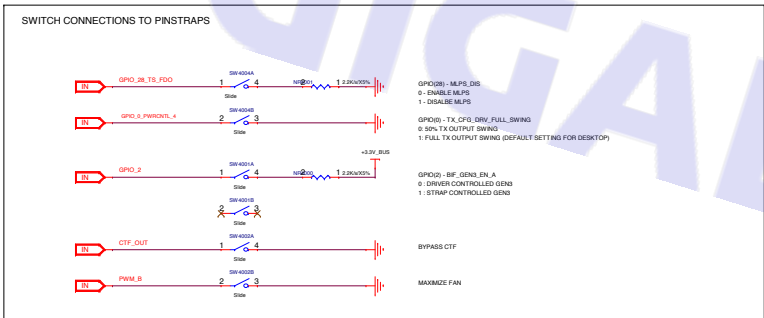 SWITCH CONNECTIONS TO PINSTRAPS
IN GPIO_28_TS_FDO 1 SW4004A 4 2 1 2.2K/x/X5%
Slide
GPIO(28) - MLPS_DIS
0 - ENABLE MLPS
1 - DISALBE MLPS
IN GPIO_0_PWRCNTL_4 2 SW4004B 3
Slide
GPIO(0) - TX_CFG_DRV_FULL_SWING
0: 50% TX OUTPUT SWING
1: FULL TX OUTPUT SWING (DEFAULT SETTING FOR DESKTOP)
+3.3V_BUS
IN GPIO_2 1 SW4001A 4 2 1 2.2K/x/X5%
Slide
GPIO(2) - BIF_GEN3_EN_A
0 : DRIVER CONTROLLED GEN3
1 : STRAP CONTROLLED GEN3
2 SW4001B 3
Slide
IN CTF_OUT 1 SW4002A 4
Slide
BYPASS CTF
IN PWM_B 2 SW4002B 3
Slide
MAXIMIZE FAN